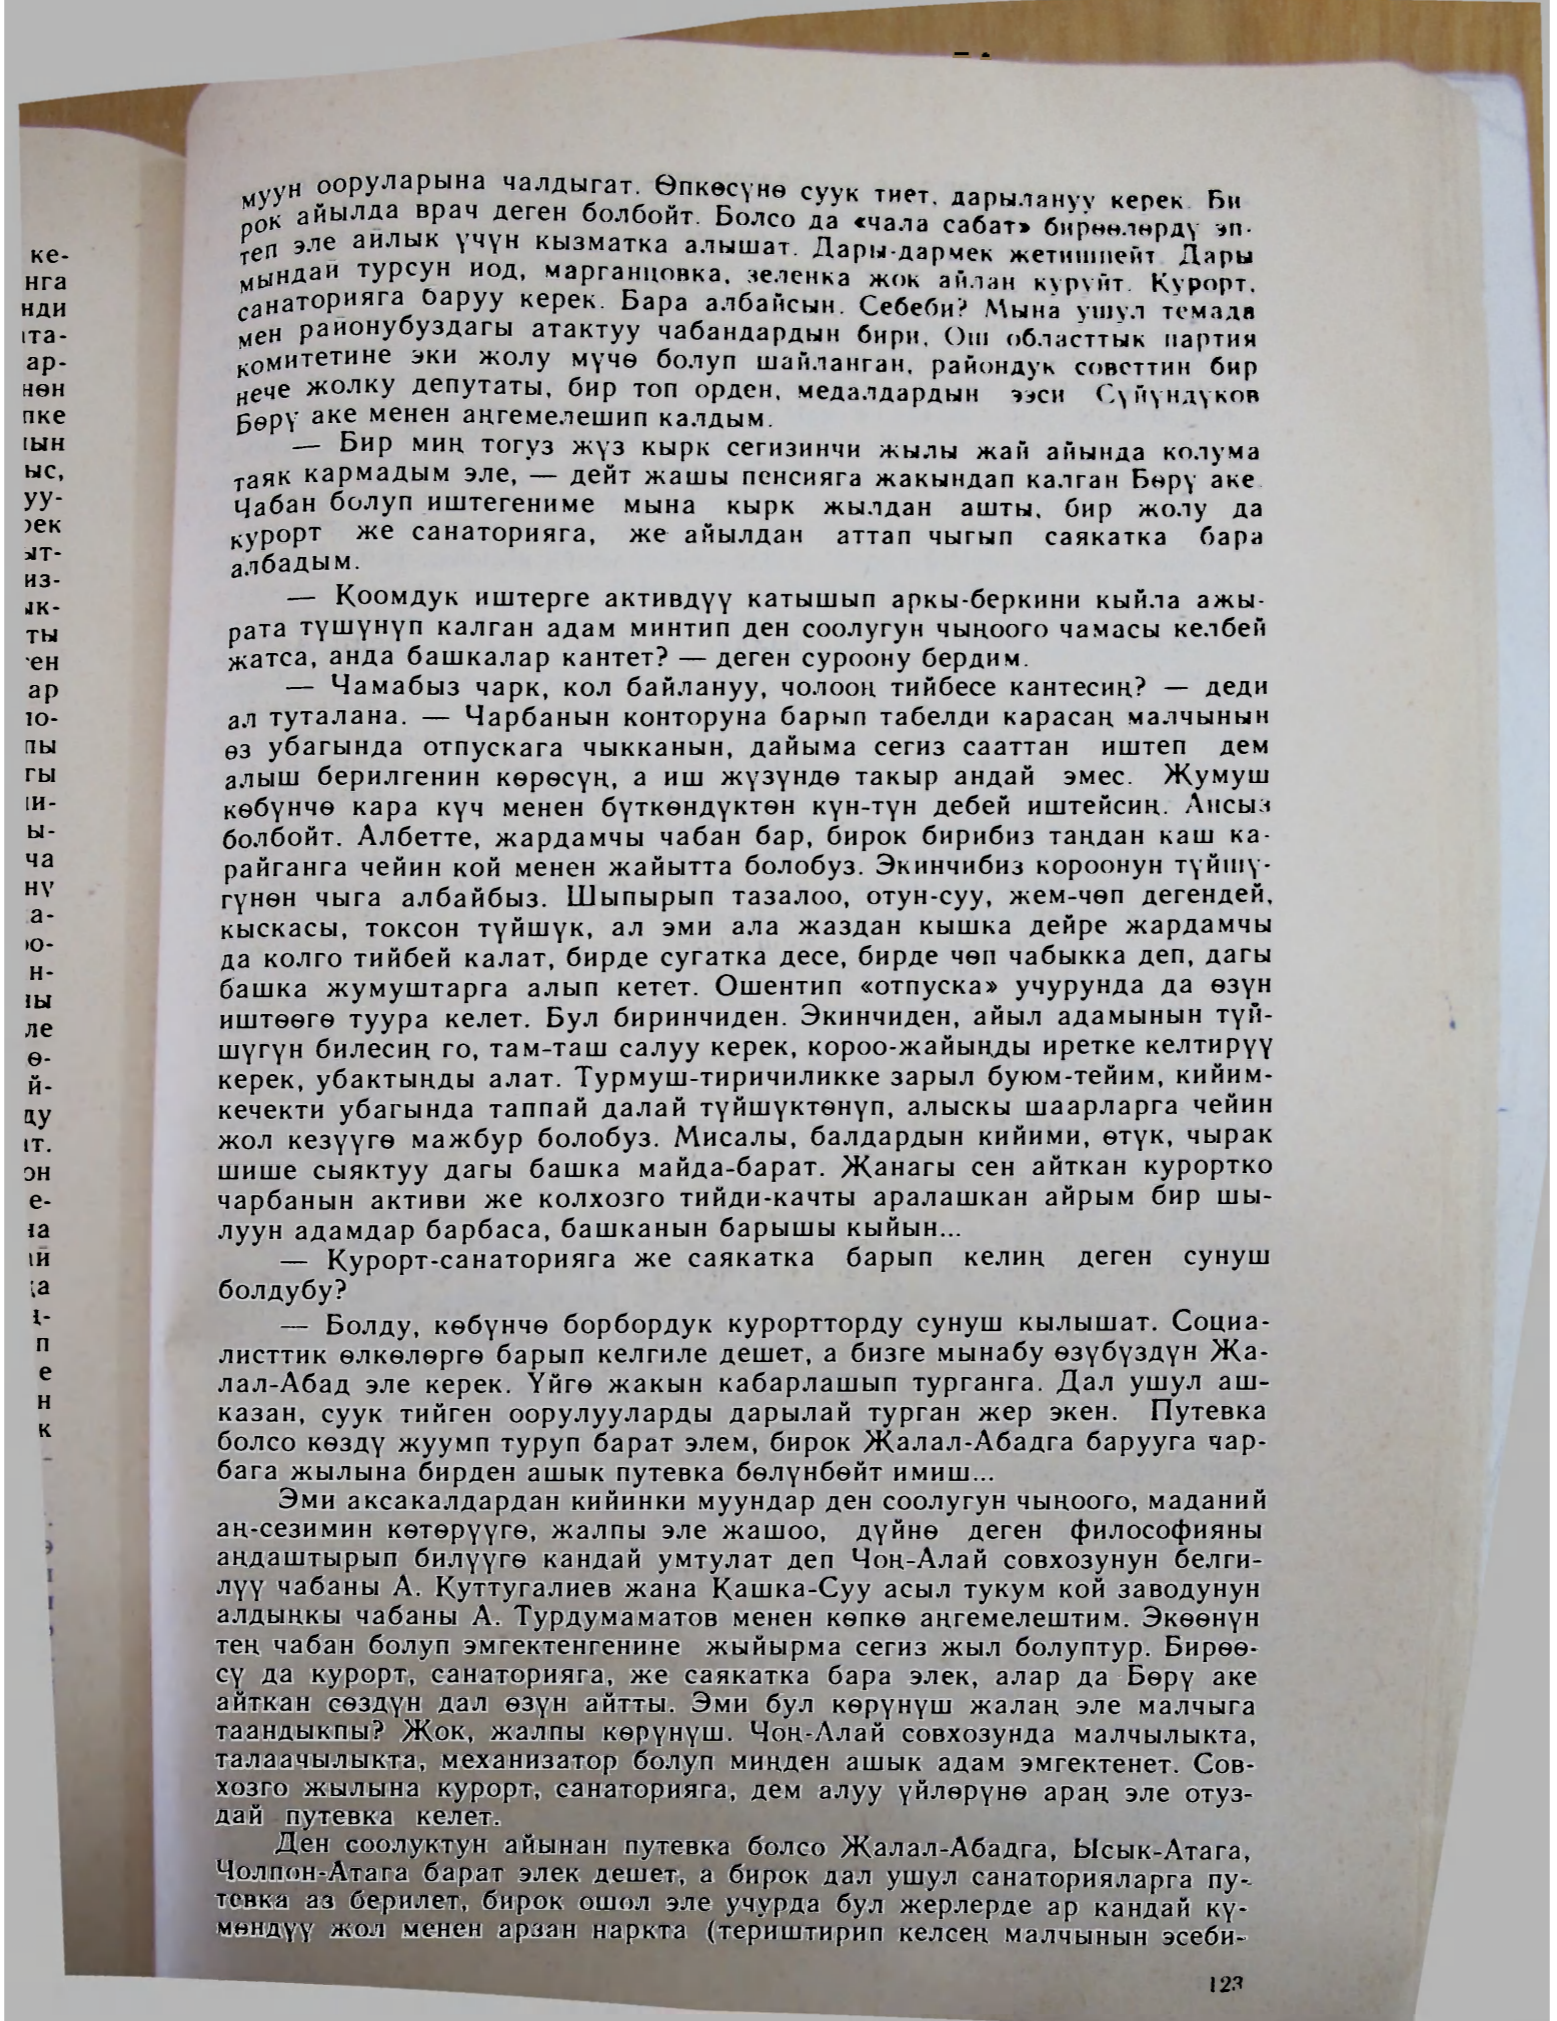 муун ооруларына чалдыгат. Өпкөсүнө суук тиет, дарылануу керек. Би
рок айылда врач деген болбойт. Болсо да «чала сабат» бирөөлөрдү эп-
теп эле айлык үчүн кызматка алышат. Дары-дармек жетишпейт. Дары
мындай турсун иод, марганцовка, зеленка жок айлан куруйт. Курорт,
санаторияга баруу керек. Бара албайсын. Себеби? Мына ушул темада
мен районубуздагы атактуу чабандардын бири, Ош областтык партия
комитетине эки жолу мүчө болуп шайланган, райондук советтин бир
нече жолку депутаты, бир топ орден, медалдардын ээси Сүйүндүков
Бөрү аке менен аңгемелешип калдым.
— Бир миң тогуз жүз кырк сегизинчи жылы жай айында колума
таяк кармадым эле, — дейт жашы пенсияга жакындап калган Бөрү аке.
Чабан болуп иштегениме мына кырк жылдан ашты, бир жолу да
курорт же санаторияга, же айылдан аттап чыгып саякатка бара
албадым.
— Коомдук иштерге активдүү катышып аркы-беркини кыйла ажы-
рата түшүнүп калган адам минтип ден соолугун чыңоого чамасы келбей
жатса, анда башкалар кантет? — деген суроону бердим.
— Чамабыз чарк, кол байлануу, чолооң тийбесе кантесиң? — деди
ал туталана. — Чарбанын конторуна барып табелди карасаң малчынын
өз убагында отпускага чыкканын, дайыма сегиз сааттан иштеп дем
алыш берилгенин көрөсүң, а иш жүзүндө такыр андай эмес. Жумуш
көбүнчө кара күч менен бүткөндүктөн күн-түн дебей иштейсиң. Ансыз
болбойт. Албетте, жардамчы чабан бар, бирок бирибиз таңдан каш ка-
райганга чейин кой менен жайытта болобуз. Экинчибиз короонун түйшү-
гүнөн чыга албайбыз. Шыпырып тазалоо, отун-суу, жем-чөп дегендей,
кыскасы, токсон түйшүк, ал эми ала жаздан кышка дейре жардамчы
да колго тийбей калат, бирде сугатка десе, бирде чөп чабыкка деп, дагы
башка жумуштарга алып кетет. Ошентип «отпуска» учурунда да өзүн
иштөөгө туура келет. Бул биринчиден. Экинчиден, айыл адамынын түй-
шүгүн билесиң го, там-таш салуу керек, короо-жайыңды иретке келтирүү
керек, убактыңды алат. Турмуш-тиричиликке зарыл буюм-тейим, кийим-
кечекти убагында таппай далай түйшүктөнүп, алыскы шаарларга чейин
жол кезүүгө мажбур болобуз. Мисалы, балдардын кийими, өтүк, чырак
шише сыяктуу дагы башка майда-барат. Жанагы сен айткан курортко
чарбанын активи же колхозго тийди-качты аралашкан айрым бир шы-
луун адамдар барбаса, башканын барышы кыйын...
— Курорт-санаторияга же саякатка барып келиң деген сунуш
болдубу?
— Болду, көбүнчө борбордук курортторду сунуш кылышат. Социа-
листтик өлкөлөргө барып келгиле дешет, а бизге мынабу өзүбүздүн Жа-
лал-Абад эле керек. Үйгө жакын кабарлашып турганга. Дал ушул аш-
казан, суук тийген оорулууларды дарылай турган жер экен. Путевка
болсо көздү жуумп туруп барат элем, бирок Жалал-Абадга барууга чар-
бага жылына бирден ашык путевка бөлүнбөйт имиш...
Эми аксакалдардан кийинки муундар ден соолугун чыңоого, маданий
аң-сезимин көтөрүүгө, жалпы эле жашоо, дүйнө деген философияны
аңдаштырып билүүгө кандай умтулат деп Чоң-Алай совхозунун белги-
лүү чабаны А. Куттугалиев жана Кашка-Суу асыл тукум кой заводунун
алдыңкы чабаны А. Турдумаматов менен көпкө аңгемелештим. Экөөнүн
тең чабан болуп эмгектенгенине жыйырма сегиз жыл болуптур. Бирөө-
сү да курорт, санаторияга, же саякатка бара элек, алар да Бөрү аке
айткан сөздүн дал өзүн айтты. Эми бул көрүнүш жалаң эле малчыга
таандыкпы? Жок, жалпы көрүнүш. Чоң-Алай совхозунда малчылыкта,
талаачылыкта, механизатор болуп миңден ашык адам эмгектенет. Сов-
хозго жылына курорт, санаторияга, дем алуу үйлөрүнө араң эле отуз-
дай путевка келет.
Ден соолуктун айынан путевка болсо Жалал-Абадга, Ысык-Атага,
Чолпон-Атага барат элек дешет, а бирок дал ушул санаторияларга пу-
тевка аз берилет, бирок ошол эле учурда бул жерлерде ар кандай кү-
мөндүү жол менен арзан наркта (териштирип келсең малчынын эсеби-
123